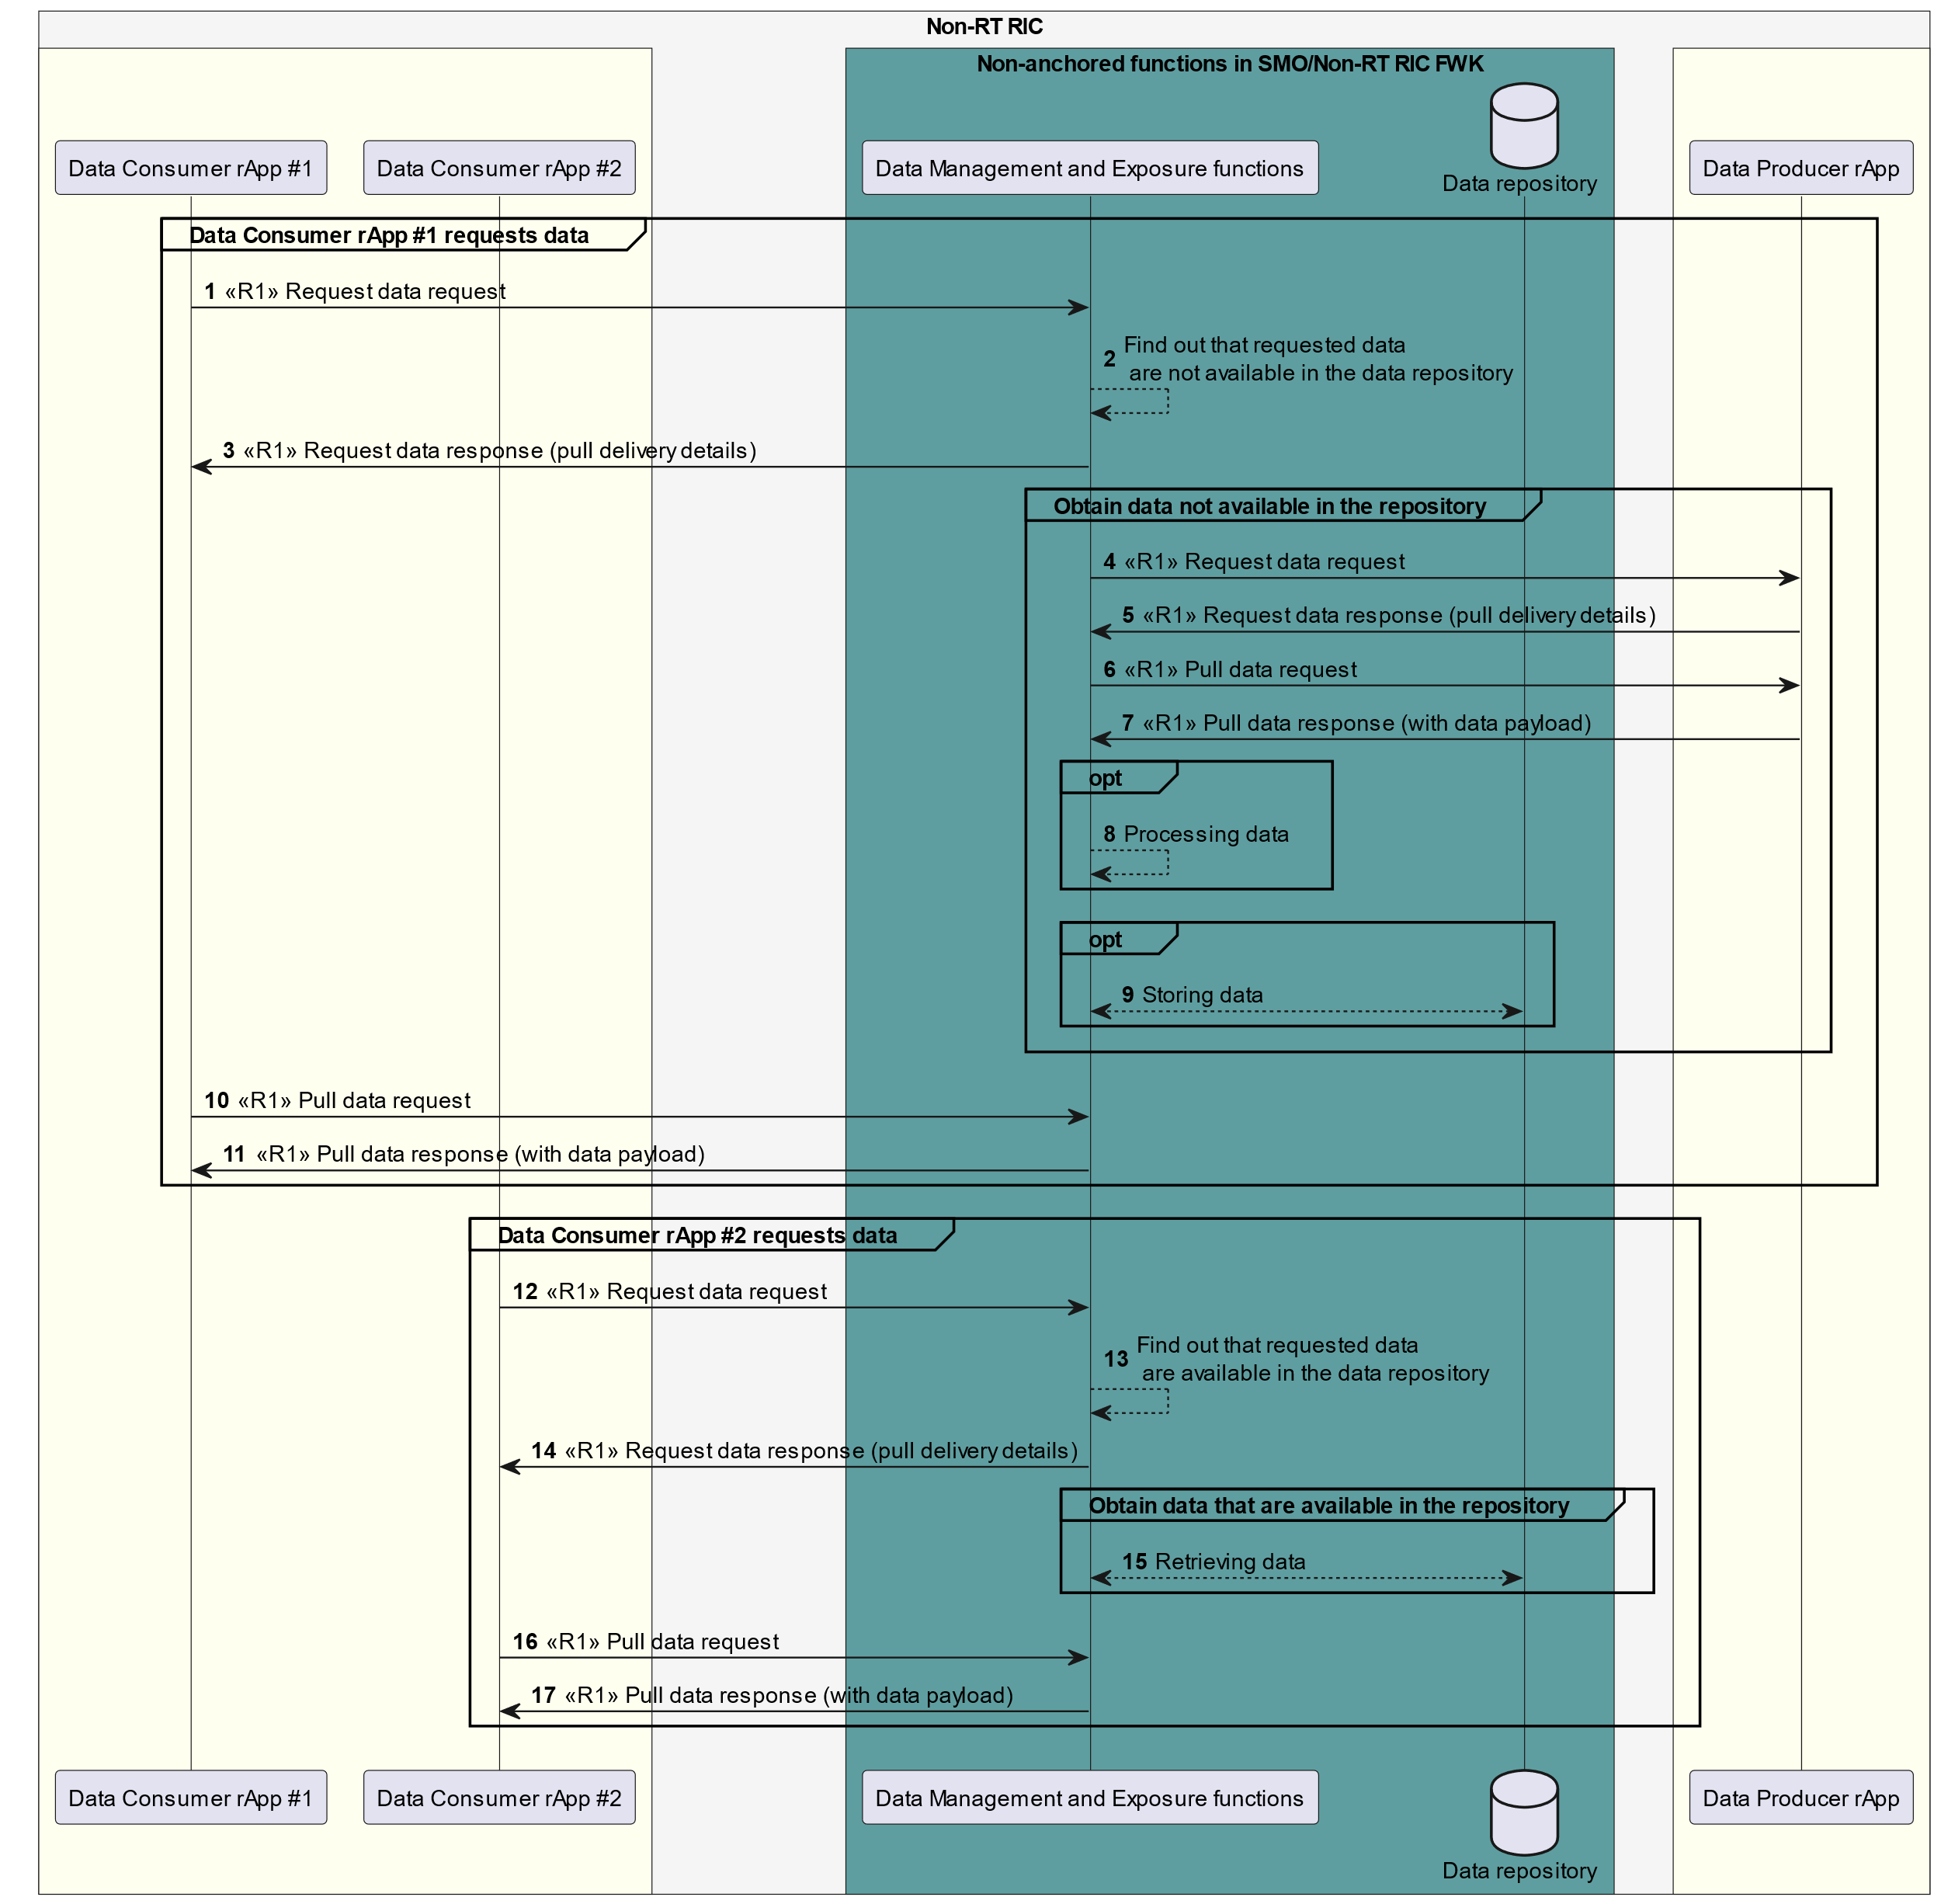 Non-RT RIC
Non-anchored functions in SMO/Non-RT RIC FWK
Data Consumer rApp #1
Data Consumer rApp #2
Data Management and Exposure functions
Data repository
Data Producer rApp
Data Consumer rApp #1 requests data
1 «R1» Request data request
2 Find out that requested data
are not available in the data repository
3 «R1» Request data response (pull delivery details)
Obtain data not available in the repository
4 «R1» Request data request
5 «R1» Request data response (pull delivery details)
6 «R1» Pull data request
7 «R1» Pull data response (with data payload)
opt
8 Processing data
opt
9 Storing data
10 «R1» Pull data request
11 «R1» Pull data response (with data payload)
Data Consumer rApp #2 requests data
12 «R1» Request data request
13 Find out that requested data
are available in the data repository
14 «R1» Request data response (pull delivery details)
Obtain data that are available in the repository
15 Retrieving data
16 «R1» Pull data request
17 «R1» Pull data response (with data payload)
Data Consumer rApp #1
Data Consumer rApp #2
Data Management and Exposure functions
Data repository
Data Producer rApp